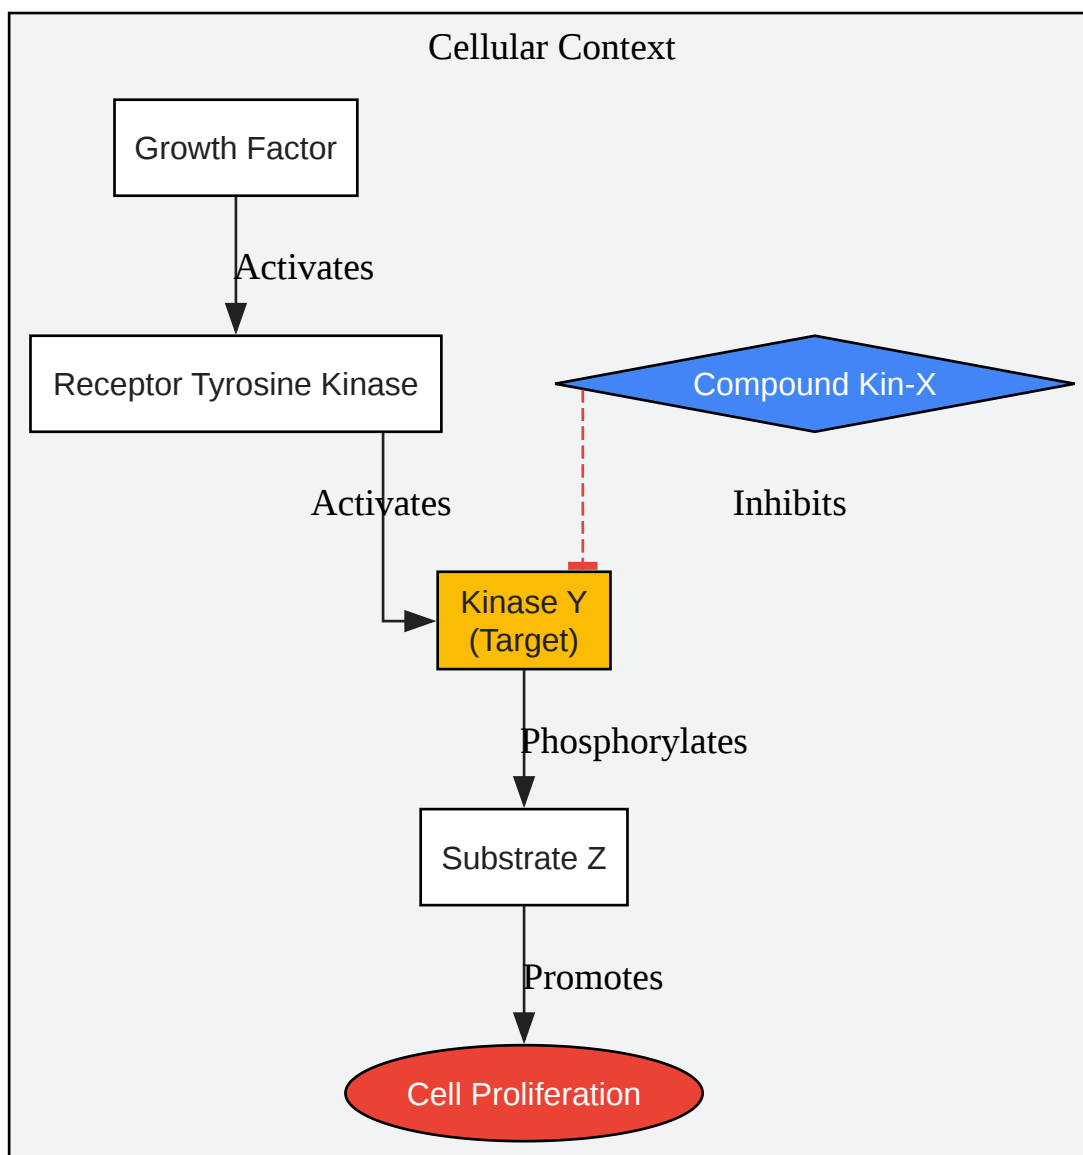 Cellular Context
Growth Factor
Activates
Receptor Tyrosine Kinase
Compound Kin-X
Activates
Inhibits
Kinase Y
(Target)
Phosphorylates
Substrate Z
Promotes
Cell Proliferation